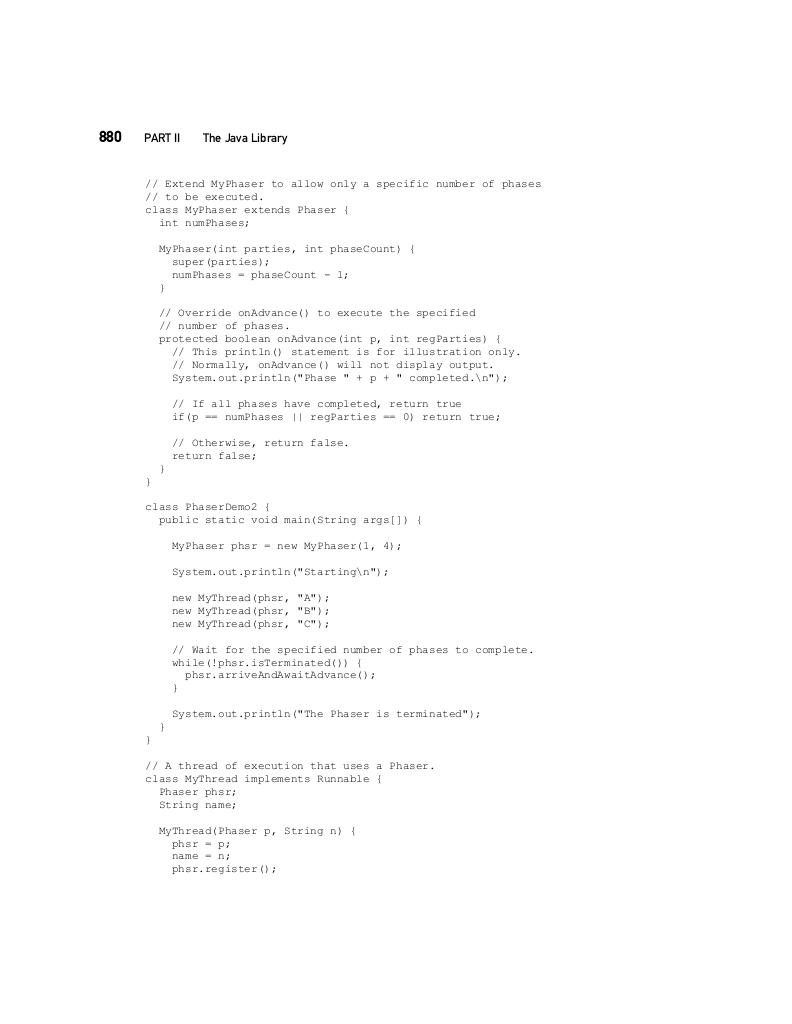 880 PART II The Java Library
// Extend MyPhaser to allow only a specific number of phases
// to be executed.
class MyPhaser extends Phaser {
  int numPhases;

  MyPhaser(int parties, int phaseCount) {
    super(parties);
    numPhases = phaseCount - 1;
  }

  // Override onAdvance() to execute the specified
  // number of phases.
  protected boolean onAdvance(int p, int regParties) {
    // This println() statement is for illustration only.
    // Normally, onAdvance() will not display output.
    System.out.println("Phase " + p + " completed.\n");

    // If all phases have completed, return true
    if(p == numPhases || regParties == 0) return true;

    // Otherwise, return false.
    return false;
  }
}

class PhaserDemo2 {
  public static void main(String args[]) {

    MyPhaser phsr = new MyPhaser(1, 4);

    System.out.println("Starting\n");

    new MyThread(phsr, "A");
    new MyThread(phsr, "B");
    new MyThread(phsr, "C");

    // Wait for the specified number of phases to complete.
    while(!phsr.isTerminated()) {
      phsr.arriveAndAwaitAdvance();
    }

    System.out.println("The Phaser is terminated");
  }
}

// A thread of execution that uses a Phaser.
class MyThread implements Runnable {
  Phaser phsr;
  String name;

  MyThread(Phaser p, String n) {
    phsr = p;
    name = n;
    phsr.register();